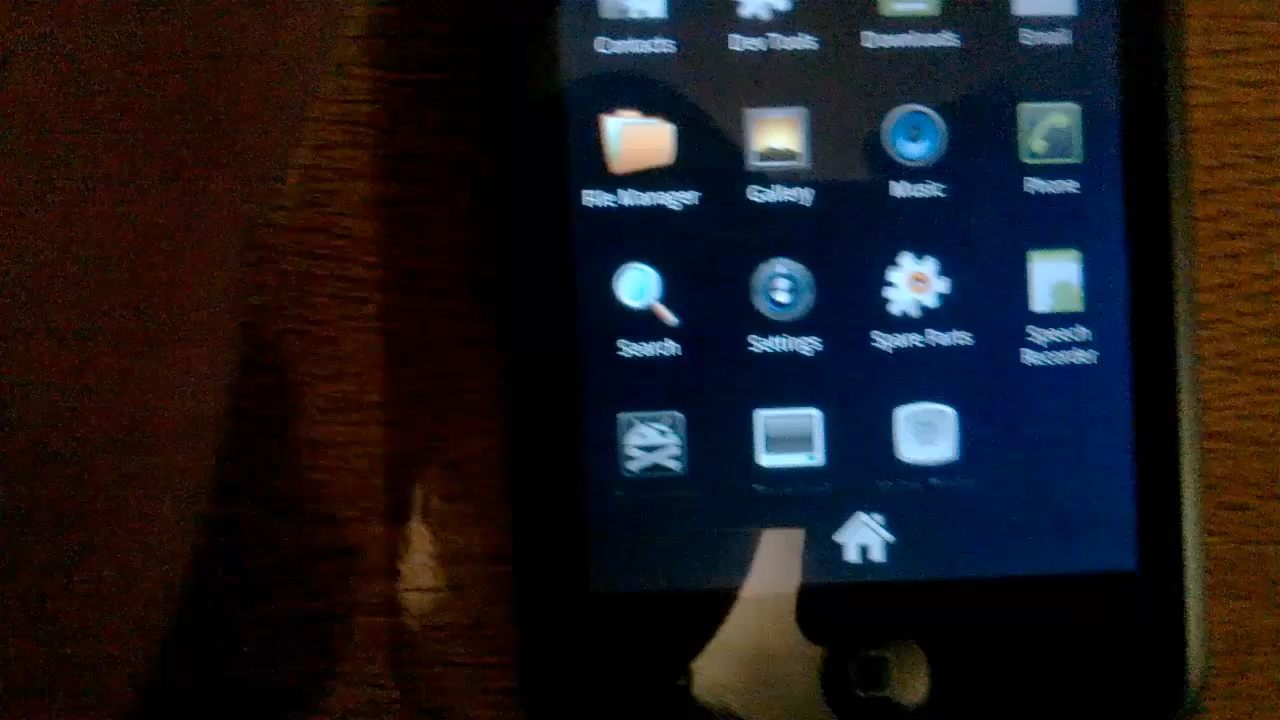 Contacts Dev Tools Downloads Email
File Manager Gallery Music Phone
Search Settings Spare Parts Speech
Recorder